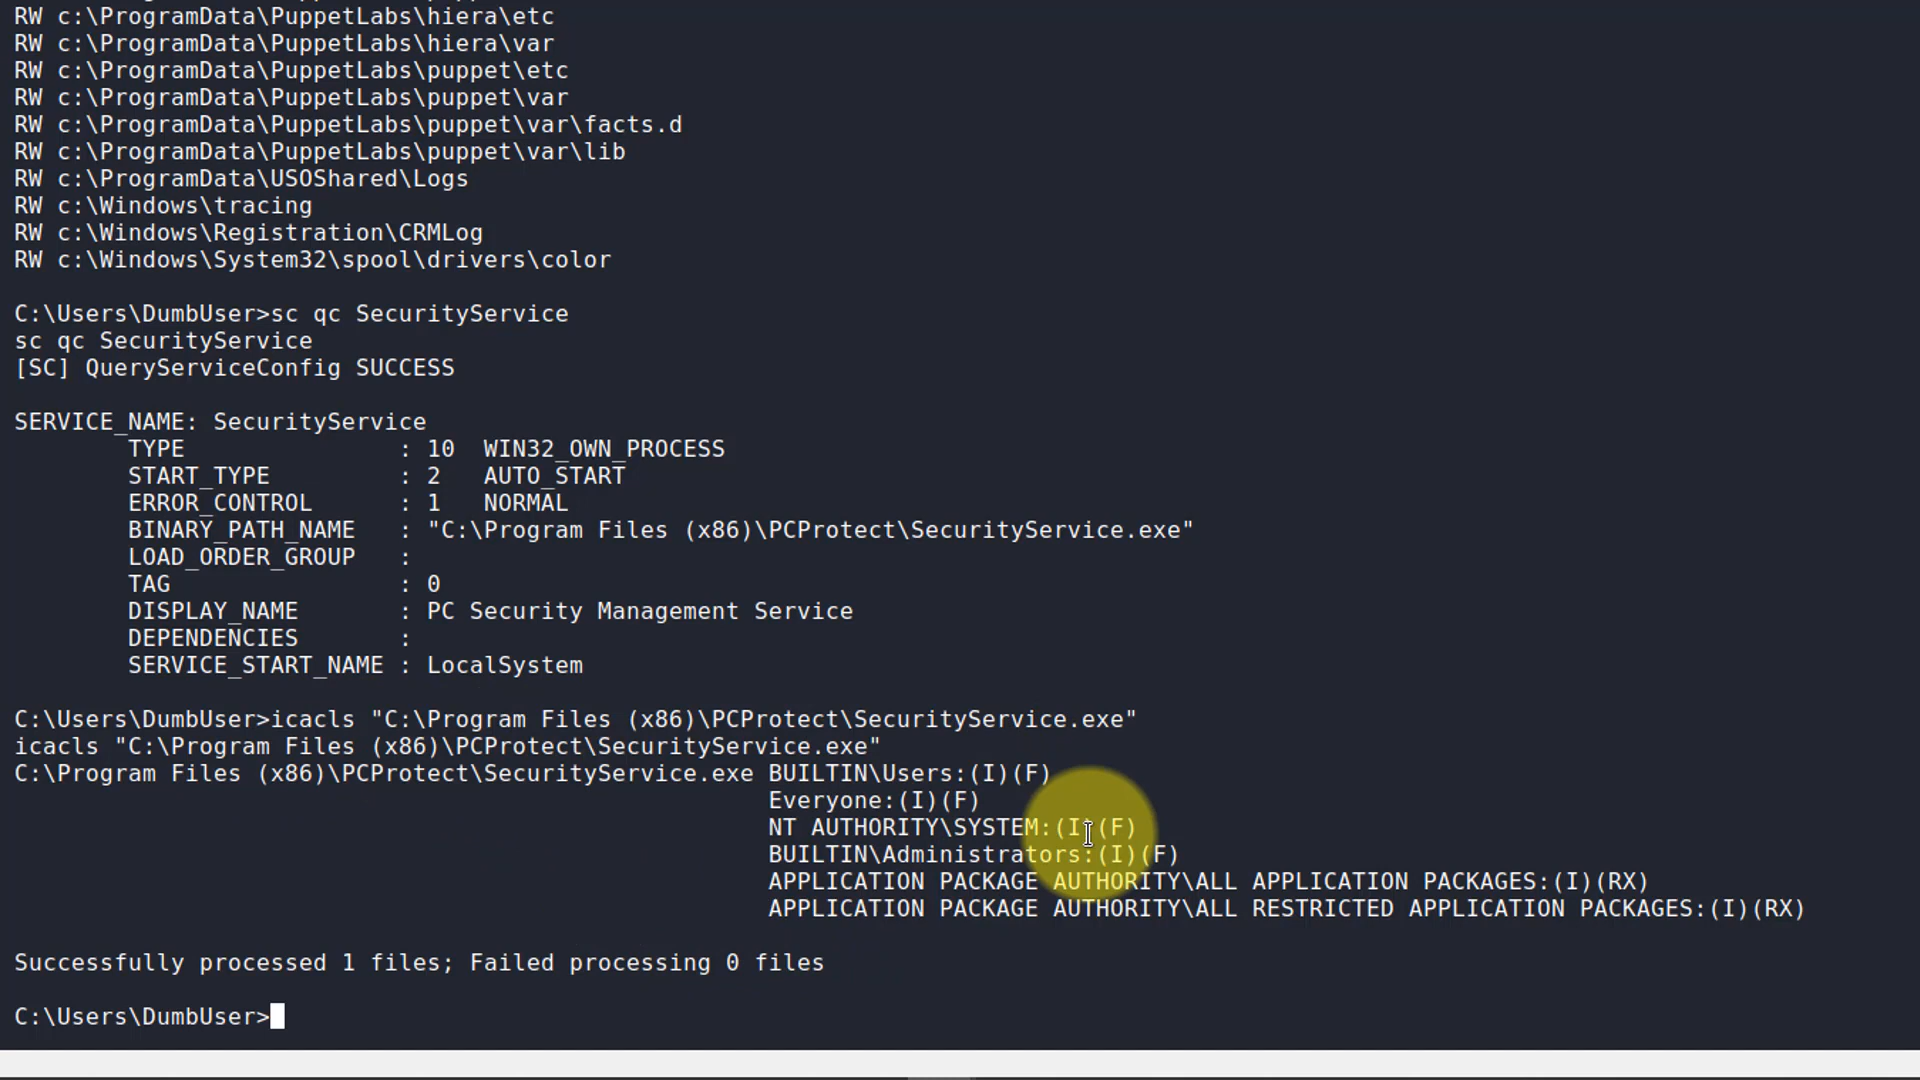 RW c:\ProgramData\PuppetLabs\hiera\etc
RW c:\ProgramData\PuppetLabs\hiera\var
RW c:\ProgramData\PuppetLabs\puppet\etc
RW c:\ProgramData\PuppetLabs\puppet\var
RW c:\ProgramData\PuppetLabs\puppet\var\facts.d
RW c:\ProgramData\PuppetLabs\puppet\var\lib
RW c:\ProgramData\USOShared\Logs
RW c:\Windows\tracing
RW c:\Windows\Registration\CRMLog
RW c:\Windows\System32\spool\drivers\color
C:\Users\DumbUser>sc qc SecurityService
sc qc SecurityService
[SC] QueryServiceConfig SUCCESS
SERVICE_NAME: SecurityService
TYPE : 10 WIN32_OWN_PROCESS
START_TYPE : 2 AUTO_START
ERROR_CONTROL : 1 NORMAL
BINARY_PATH_NAME : "C:\Program Files (x86)\PCProtect\SecurityService.exe"
LOAD_ORDER_GROUP :
TAG : 0
DISPLAY_NAME : PC Security Management Service
DEPENDENCIES :
SERVICE_START_NAME : LocalSystem
C:\Users\DumbUser>icacls "C:\Program Files (x86)\PCProtect\SecurityService.exe"
icacls "C:\Program Files (x86)\PCProtect\SecurityService.exe"
C:\Program Files (x86)\PCProtect\SecurityService.exe BUILTIN\Users:(I)(F)
Everyone:(I)(F)
NT AUTHORITY\SYSTEM:(I)(F)
BUILTIN\Administrators:(I)(F)
APPLICATION PACKAGE AUTHORITY\ALL APPLICATION PACKAGES:(I)(RX)
APPLICATION PACKAGE AUTHORITY\ALL RESTRICTED APPLICATION PACKAGES:(I)(RX)
Successfully processed 1 files; Failed processing 0 files
C:\Users\DumbUser>